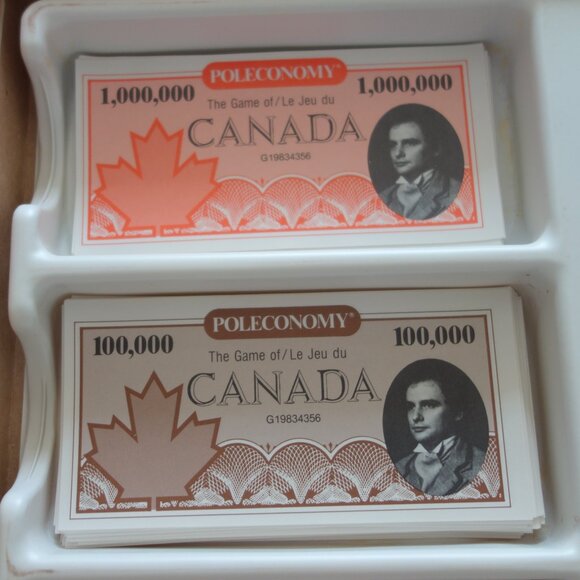 POLECONOMY®
1,000,000 1,000,000
The Game of/Le Jeu du
CANADA
G19834356
POLECONOMY®
100,000 100,000
The Game of/Le Jeu du
CANADA
G19834356